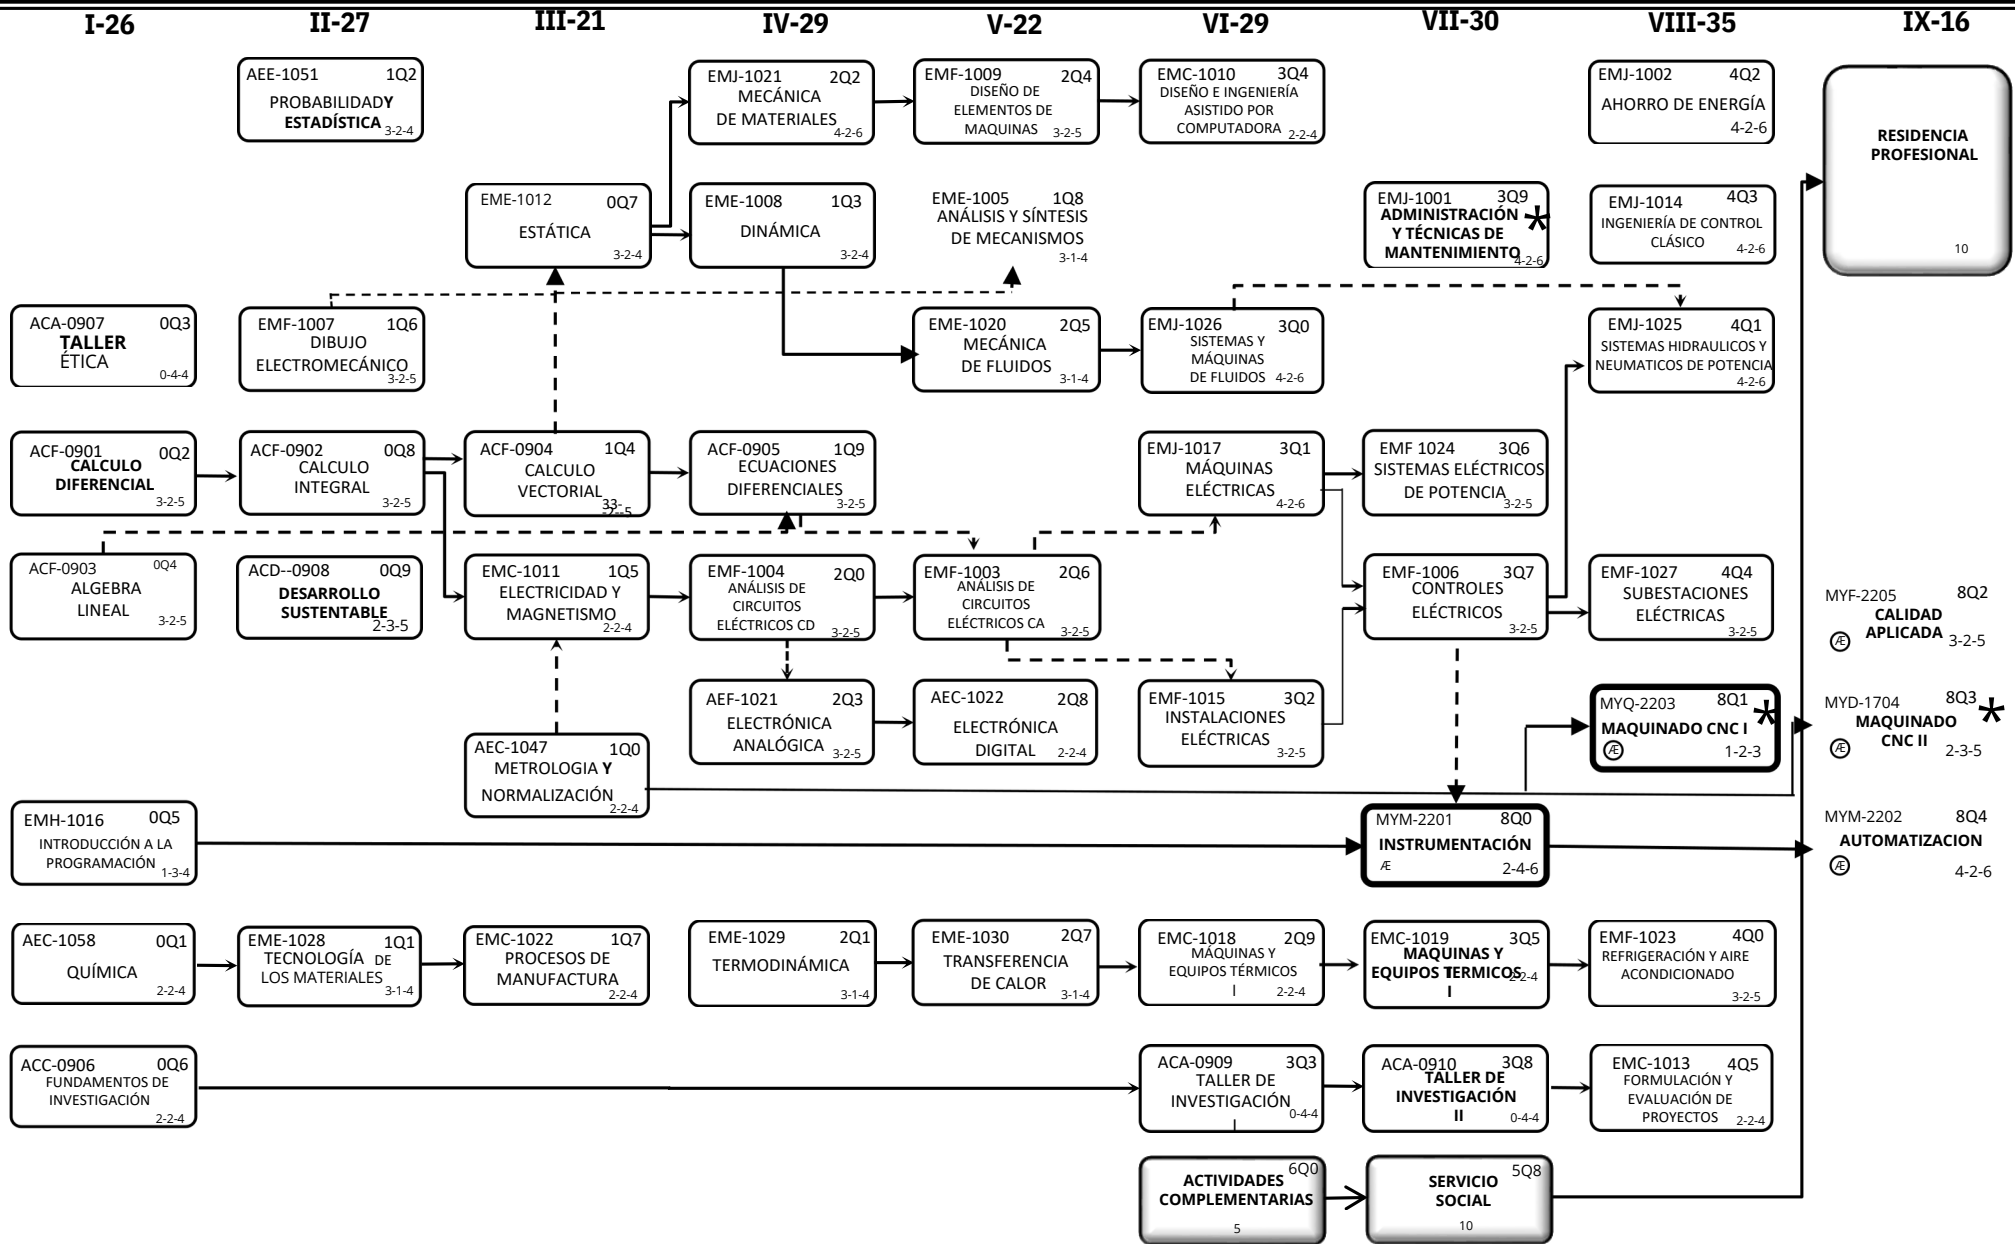 I-26 II-27 III-21 IV-29 V-22 VI-29 VII-30 VIII-35 IX-16
AEE-1051 1Q2
PROBABILIDADY
ESTADÍSTICA 3-2-4
EMJ-1021 2Q2
MECÁNICA
DE MATERIALES
4-2-6
EMF-1009 2Q4
DISEÑO DE
ELEMENTOS DE
MAQUINAS 3-2-5
EMC-1010 3Q4
DISEÑO E INGENIERÍA
ASISTIDO POR
COMPUTADORA 2-2-4
EMJ-1002 4Q2
AHORRO DE ENERGÍA
4-2-6
RESIDENCIA
PROFESIONAL
10
EME-1012 0Q7
ESTÁTICA
3-2-4
EME-1008 1Q3
DINÁMICA
3-2-4
EME-1005 1Q8
ANÁLISIS Y SÍNTESIS
DE MECANISMOS
3-1-4
EMJ-1001 3Q9
ADMINISTRACIÓN *
Y TÉCNICAS DE
MANTENIMIENTO
4-2-6
EMJ-1014 4Q3
INGENIERÍA DE CONTROL
CLÁSICO
4-2-6
ACA-0907 0Q3
TALLER
ÉTICA
0-4-4
EMF-1007 1Q6
DIBUJO
ELECTROMECÁNICO
3-2-5
EME-1020 2Q5
MECÁNICA
DE FLUIDOS
3-1-4
EMJ-1026 3Q0
SISTEMAS Y
MÁQUINAS
DE FLUIDOS 4-2-6
EMJ-1025 4Q1
SISTEMAS HIDRAULICOS Y
NEUMATICOS DE POTENCIA
4-2-6
ACF-0901 0Q2
CALCULO
DIFERENCIAL
3-2-5
ACF-0902 0Q8
CALCULO
INTEGRAL
3-2-5
ACF-0904 1Q4
CALCULO
VECTORIAL
33-
-2--5
ACF-0905 1Q9
ECUACIONES
DIFERENCIALES
3-2-5
EMJ-1017 3Q1
MÁQUINAS
ELÉCTRICAS
4-2-6
EMF 1024 3Q6
SISTEMAS ELÉCTRICOS
DE POTENCIA
3-2-5
ACF-0903 0Q4
ALGEBRA
LINEAL
3-2-5
ACD--0908 0Q9
DESARROLLO
SUSTENTABLE
2-3-5
EMC-1011 1Q5
ELECTRICIDAD Y
MAGNETISMO
2-2-4
EMF-1004 2Q0
ANÁLISIS DE
CIRCUITOS
ELÉCTRICOS CD
3-2-5
EMF-1003 2Q6
ANÁLISIS DE
CIRCUITOS
ELÉCTRICOS CA
3-2-5
EMF-1006 3Q7
CONTROLES
ELÉCTRICOS
3-2-5
EMF-1027 4Q4
SUBESTACIONES
ELÉCTRICAS
3-2-5
MYF-2205 8Q2
CALIDAD
APLICADA
Æ 3-2-5
AEC-1047 1Q0
METROLOGIA Y
NORMALIZACIÓN
2-2-4
AEF-1021 2Q3
ELECTRÓNICA
ANALÓGICA
3-2-5
AEC-1022 2Q8
ELECTRÓNICA
DIGITAL 2-2-4
EMF-1015 3Q2
INSTALACIONES
ELÉCTRICAS
3-2-5
MYQ-2203 8Q1
MAQUINADO CNC I *
Æ 1-2-3
MYD-1704 8Q3
MAQUINADO *
CNC II
Æ 2-3-5
EMH-1016 0Q5
INTRODUCCIÓN A LA
PROGRAMACIÓN
1-3-4
MYM-2201 8Q0
INSTRUMENTACIÓN
Æ 2-4-6
MYM-2202 8Q4
AUTOMATIZACION
Æ 4-2-6
AEC-1058 0Q1
QUÍMICA
2-2-4
EME-1028 1Q1
TECNOLOGÍA DE
LOS MATERIALES
3-1-4
EMC-1022 1Q7
PROCESOS DE
MANUFACTURA
2-2-4
EME-1029 2Q1
TERMODINÁMICA
3-1-4
EME-1030 2Q7
TRANSFERENCIA
DE CALOR
3-1-4
EMC-1018 2Q9
MÁQUINAS Y
EQUIPOS TÉRMICOS
I 2-2-4
EMC-1019 3Q5
MAQUINAS Y
EQUIPOS TERMICOS
2-2-4
I
I
EMF-1023 4Q0
REFRIGERACIÓN Y AIRE
ACONDICIONADO
3-2-5
ACC-0906 0Q6
FUNDAMENTOS DE
INVESTIGACIÓN
2-2-4
ACA-0909 3Q3
TALLER DE
INVESTIGACIÓN
I 0-4-4
ACA-0910 3Q8
TALLER DE
INVESTIGACIÓN
II 0-4-4
EMC-1013 4Q5
FORMULACIÓN Y
EVALUACIÓN DE
PROYECTOS 2-2-4
6Q0
ACTIVIDADES
COMPLEMENTARIAS
5
5Q8
SERVICIO
SOCIAL
10